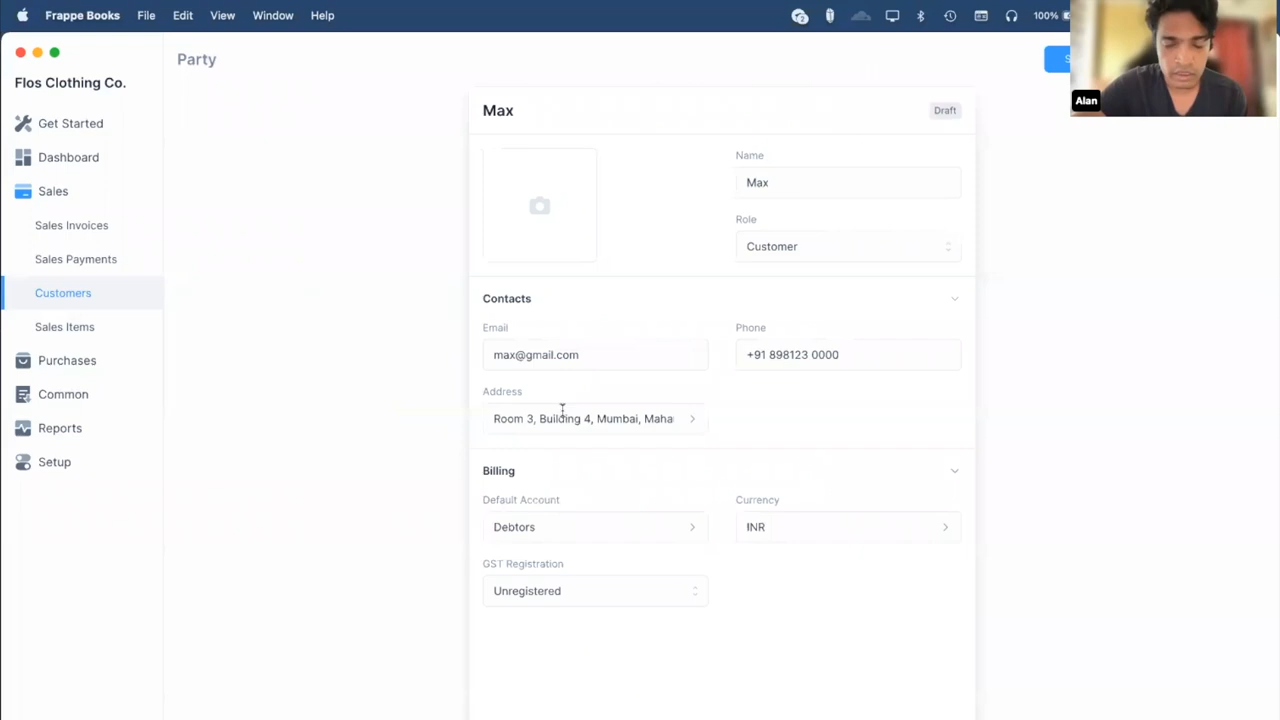 Frappe Books File Edit View Window Help 100%
Flos Clothing Co.
Get Started
Dashboard
Sales
Sales Invoices
Sales Payments
Customers
Sales Items
Purchases
Common
Reports
Setup
Party
Max Draft
Name
Max
Role
Customer
Contacts
Email Phone
max@gmail.com +91 898123 0000
Address
Room 3, Building 4, Mumbai, Maha
Billing
Default Account Currency
Debtors INR
GST Registration
Unregistered
Alan